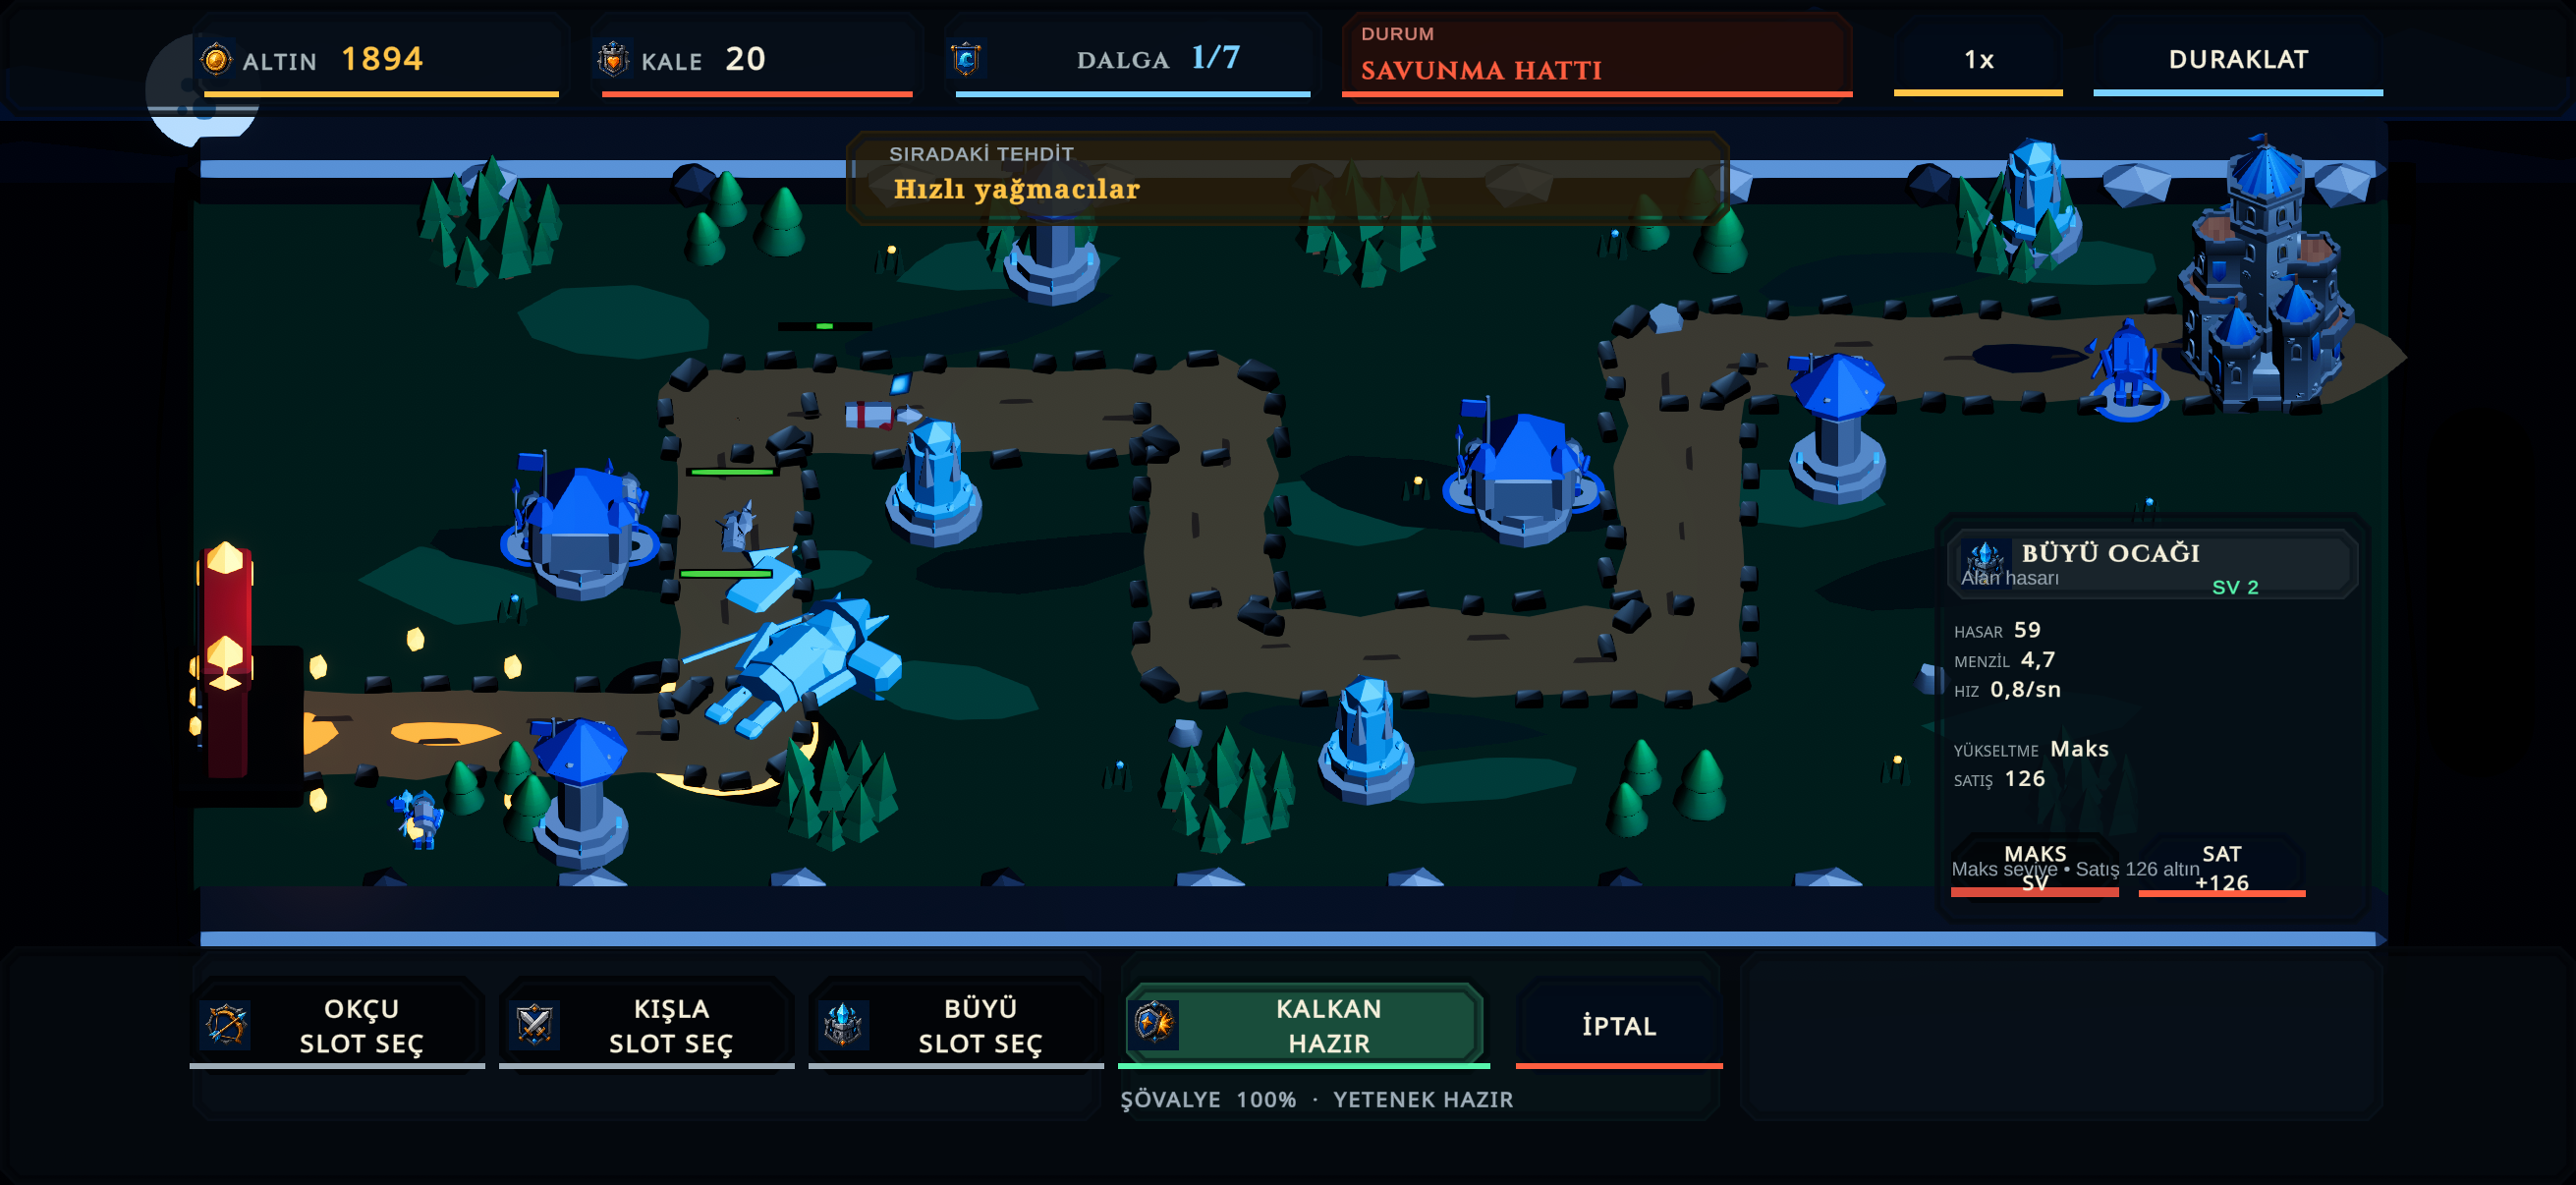 ALTIN 1894
KALE 20
DALGA 1/7
DURUM
SAVUNMA HATTI
1x
DURAKLAT
SIRADAKİ TEHDİT
Hızlı yağmacılar
BÜYÜ OCAĞI
Alan hasarı
SV 2
HASAR 59
MENZİL 4,7
HIZ 0,8/sn
YÜKSELTME Maks
SATIŞ 126
MAKS
SV
SAT
+126
Maks seviye • Satış 126 altın
OKÇU
SLOT SEÇ
KIŞLA
SLOT SEÇ
BÜYÜ
SLOT SEÇ
KALKAN
HAZIR
İPTAL
ŞÖVALYE 100% · YETENEK HAZIR